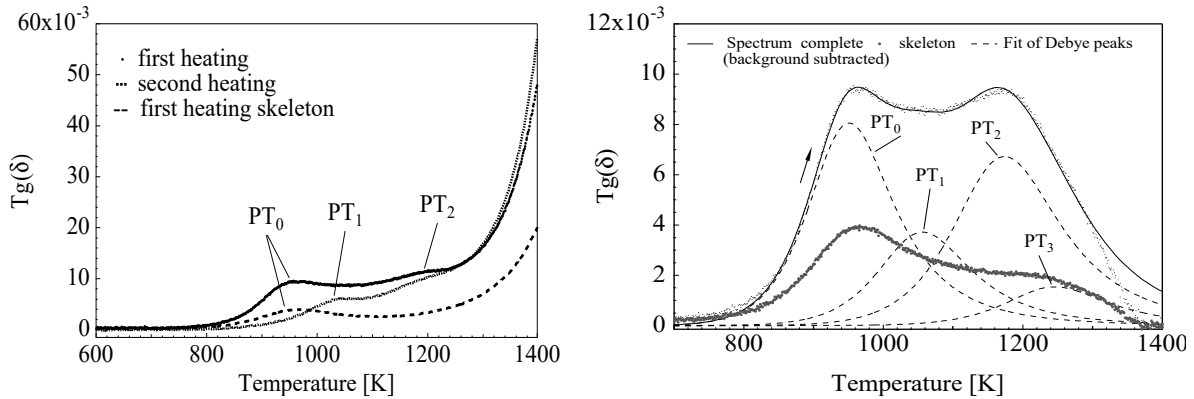 60x10-3
50
40
30
20
10
0
Tg(δ)
first heating
second heating
first heating skeleton
PT0
PT1
PT2
600
800
1000
1200
1400
Temperature [K]
12x10-3
10
8
6
4
2
0
Tg(δ)
Spectrum complete skeleton Fit of Debye peaks
(background subtracted)
PT0
PT2
PT1
PT3
800
1000
1200
1400
Temperature [K]